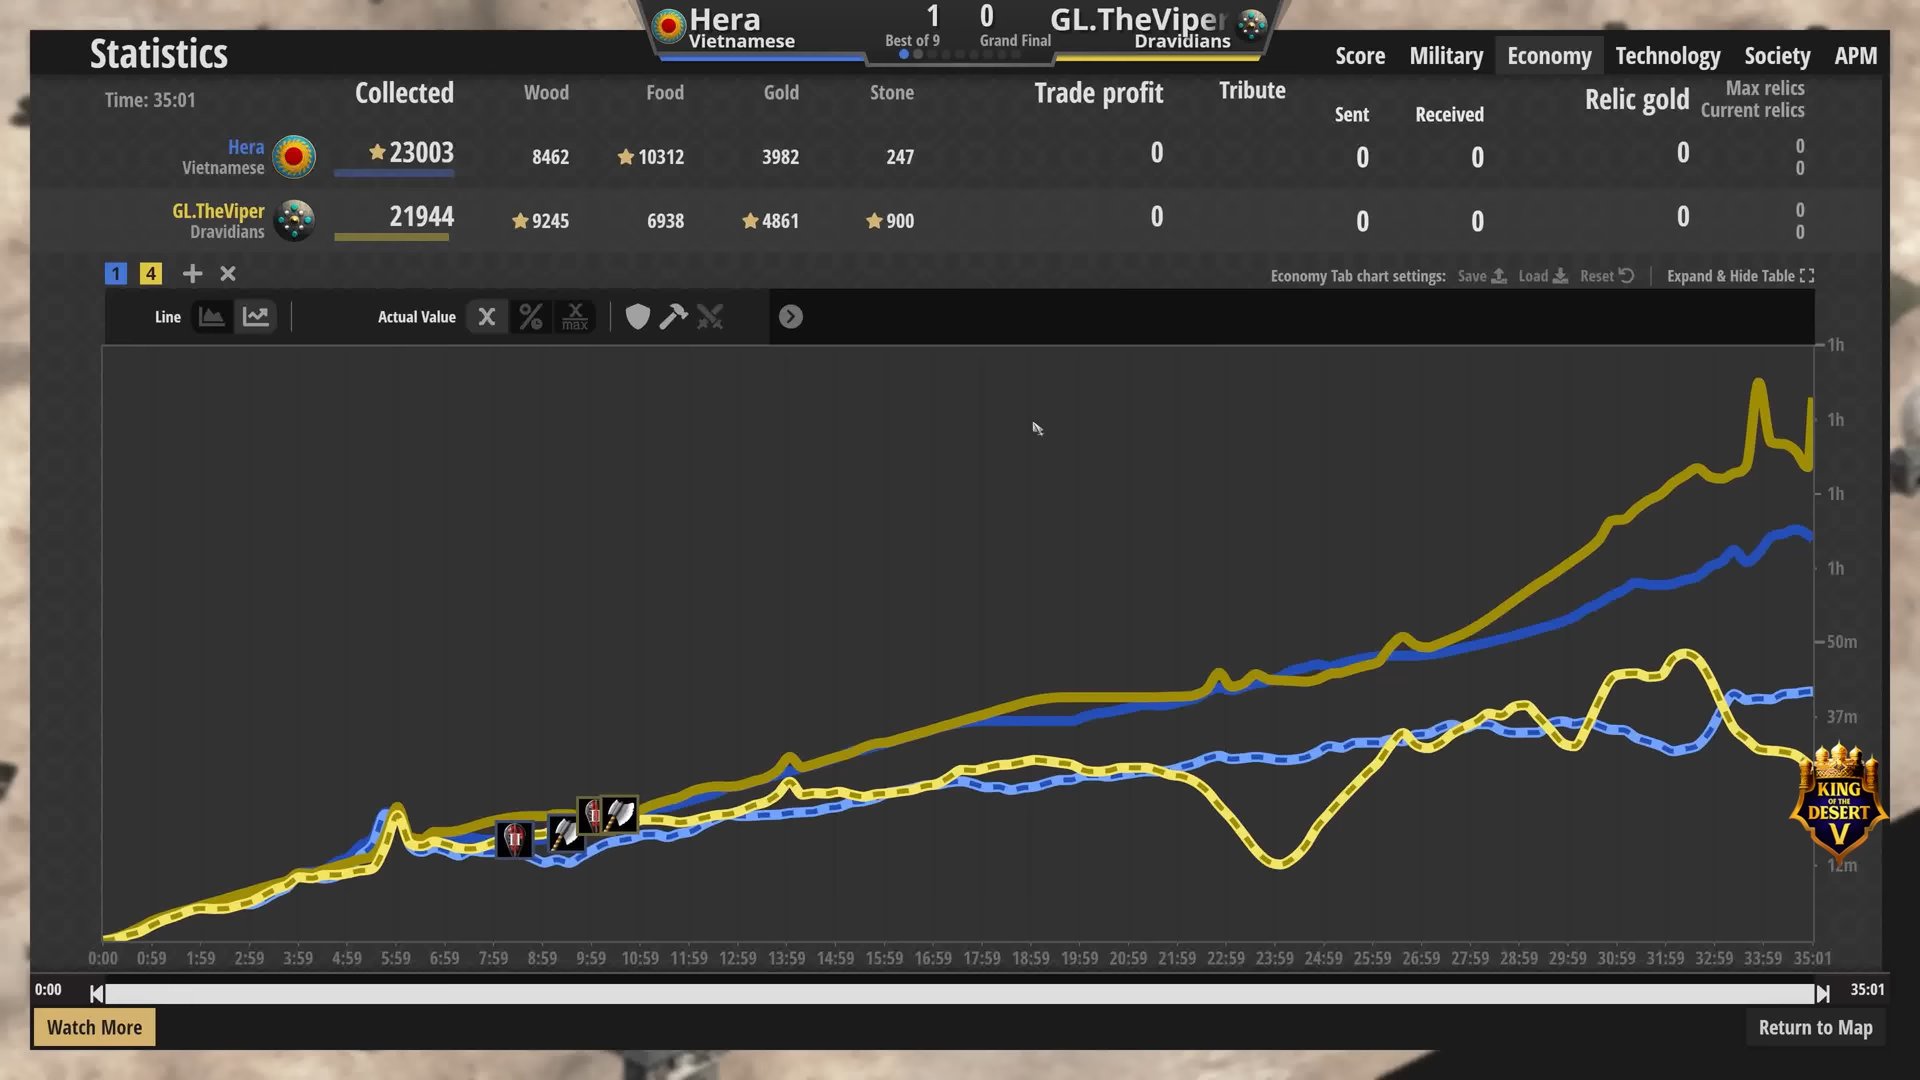 Hera
Vietnamese
1
0
Best of 9
Grand Final
GL.TheViper
Dravidians
Statistics
Score
Military
Economy
Technology
Society
APM
Time: 35:01
Collected
Wood
Food
Gold
Stone
Trade profit
Tribute
Sent
Received
Relic gold
Max relics
Current relics
Hera
Vietnamese
23003
8462
10312
3982
247
0
0
0
0
0
0
GL.TheViper
Dravidians
21944
9245
6938
4861
900
0
0
0
0
0
0
1
4
Economy Tab chart settings:
Save
Load
Reset
Expand & Hide Table
Line
Actual Value
X
%
X
max
1h
1h
1h
1h
50m
37m
12m
II
II
KING
OF THE
DESERT
V
0:00 0:59 1:59 2:59 3:59 4:59 5:59 6:59 7:59 8:59 9:59 10:59 11:59 12:59 13:59 14:59 15:59 16:59 17:59 18:59 19:59 20:59 21:59 22:59 23:59 24:59 25:59 26:59 27:59 28:59 29:59 30:59 31:59 32:59 33:59 35:01
0:00
35:01
Watch More
Return to Map